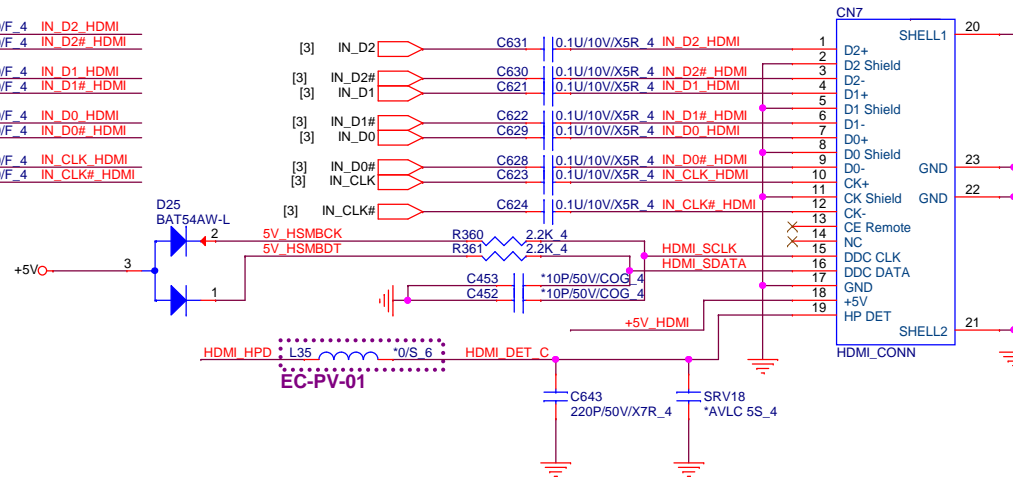 CN7
20
SHELL1
/F_4 IN_D2_HDMI
/F_4 IN_D2#_HDMI
/F_4 IN_D1_HDMI
/F_4 IN_D1#_HDMI
/F_4 IN_D0_HDMI
/F_4 IN_D0#_HDMI
/F_4 IN_CLK_HDMI
/F_4 IN_CLK#_HDMI
[3] IN_D2 C631 0.1U/10V/X5R_4 IN_D2_HDMI 1 D2+
2 D2 Shield
[3] IN_D2# C630 0.1U/10V/X5R_4 IN_D2#_HDMI 3 D2-
[3] IN_D1 C621 0.1U/10V/X5R_4 IN_D1_HDMI 4 D1+
5 D1 Shield
[3] IN_D1# C622 0.1U/10V/X5R_4 IN_D1#_HDMI 6 D1-
[3] IN_D0 C629 0.1U/10V/X5R_4 IN_D0_HDMI 7 D0+
8 D0 Shield
[3] IN_D0# C628 0.1U/10V/X5R_4 IN_D0#_HDMI 9 D0-
GND 23
[3] IN_CLK C623 0.1U/10V/X5R_4 IN_CLK_HDMI 10 CK+
11 CK Shield
GND 22
[3] IN_CLK# C624 0.1U/10V/X5R_4 IN_CLK#_HDMI 12 CK-
13 CE Remote
14 NC
15 DDC CLK
16 DDC DATA
17 GND
18 +5V
19 HP DET
SHELL2 21
HDMI_CONN
D25
BAT54AW-L
2 5V_HSMBCK R360 2.2K_4
5V_HSMBDT R361 2.2K_4
HDMI_SCLK
HDMI_SDATA
+5V 3
1
C453 *10P/50V/COG_4
C452 *10P/50V/COG_4
+5V_HDMI
HDMI_HPD L35 *0/S_6 HDMI_DET_C
EC-PV-01
C643
220P/50V/X7R_4
SRV18
*AVLC 5S_4